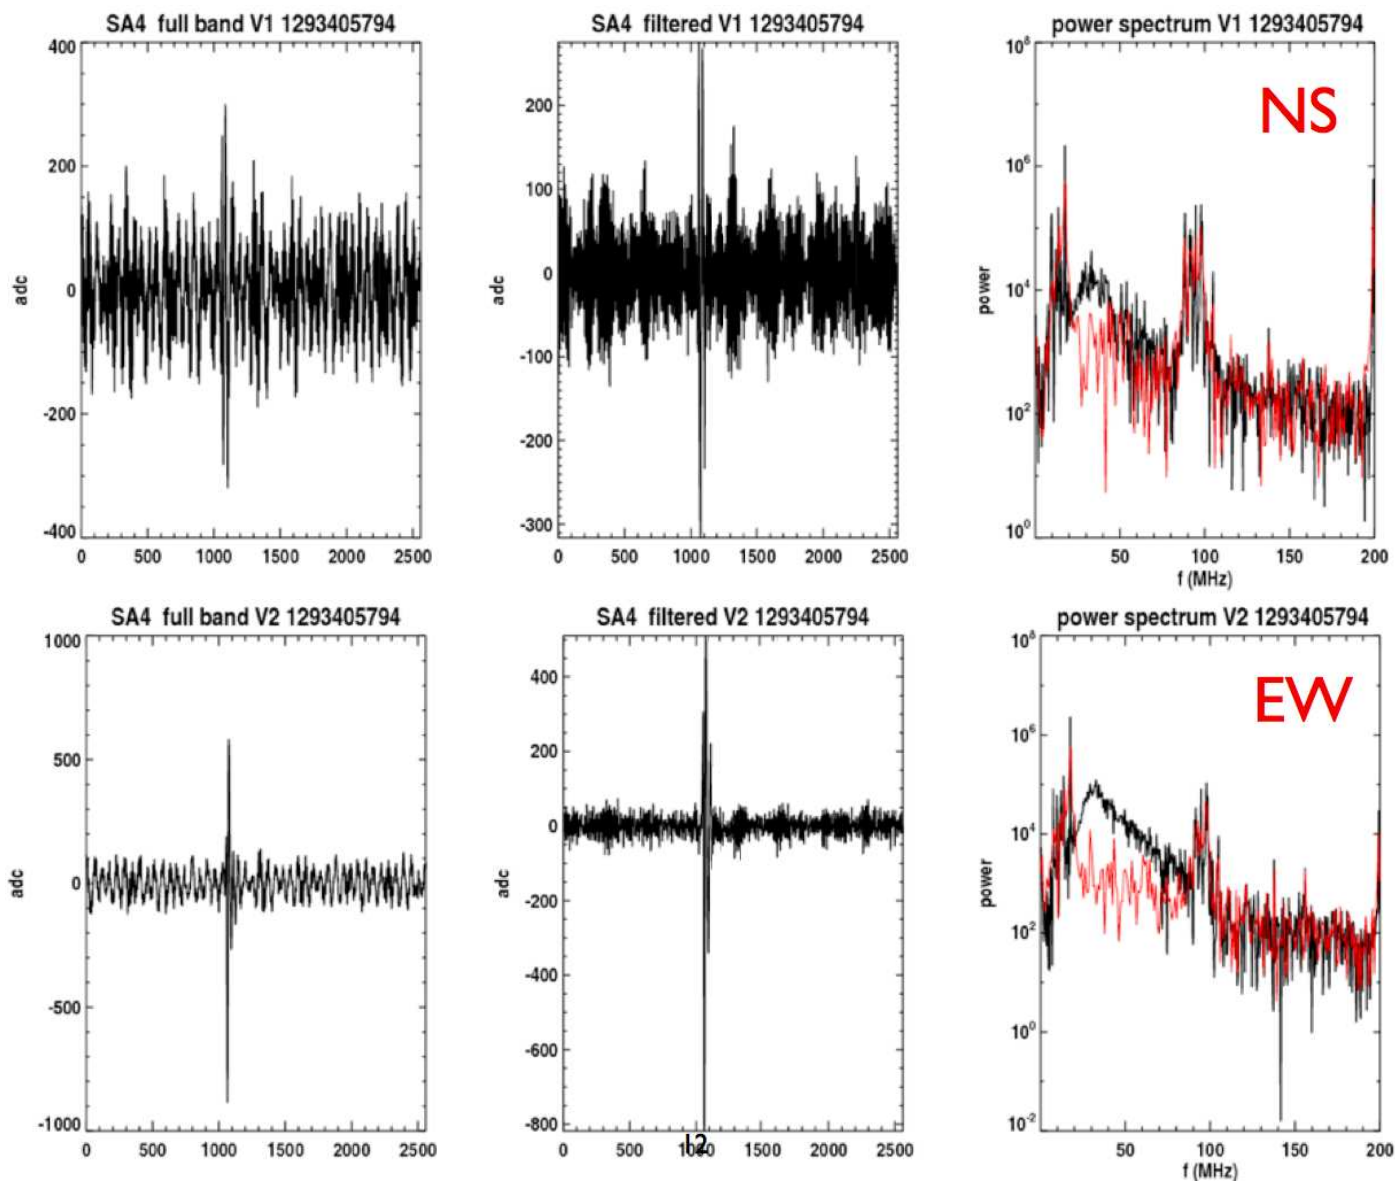 SA4 full band V1 1293405794
SA4 filtered V1 1293405794
power spectrum V1 1293405794
400
200
0
-200
-400
adc
0 500 1000 1500 2000 2500
200
100
0
-100
-200
-300
adc
0 500 1000 1500 2000 2500
NS
10^8
10^6
10^4
10^2
10^0
power
50 100 150 200
f (MHz)
SA4 full band V2 1293405794
SA4 filtered V2 1293405794
power spectrum V2 1293405794
1000
500
0
-500
-1000
adc
0 500 1000 1500 2000 2500
400
200
0
-200
-400
-600
-800
adc
0 500 1000 1500 2000 2500
12
EW
10^8
10^6
10^4
10^2
10^0
10^-2
power
50 100 150 200
f (MHz)